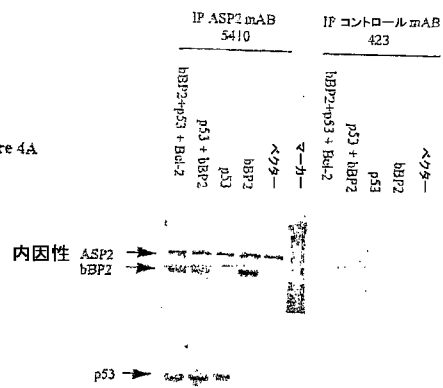 IP ASP2 mAB
5410
IP コントロール mAB
423
re 4A
bBP2+p53 + Bcl-2
p53 + bBP2
p53
bBP2
ベクター
マーカー
bBP2+p53 + Bcl-2
p53 + bBP2
p53
bBP2
ベクター
内因性 ASP2
bBP2
p53